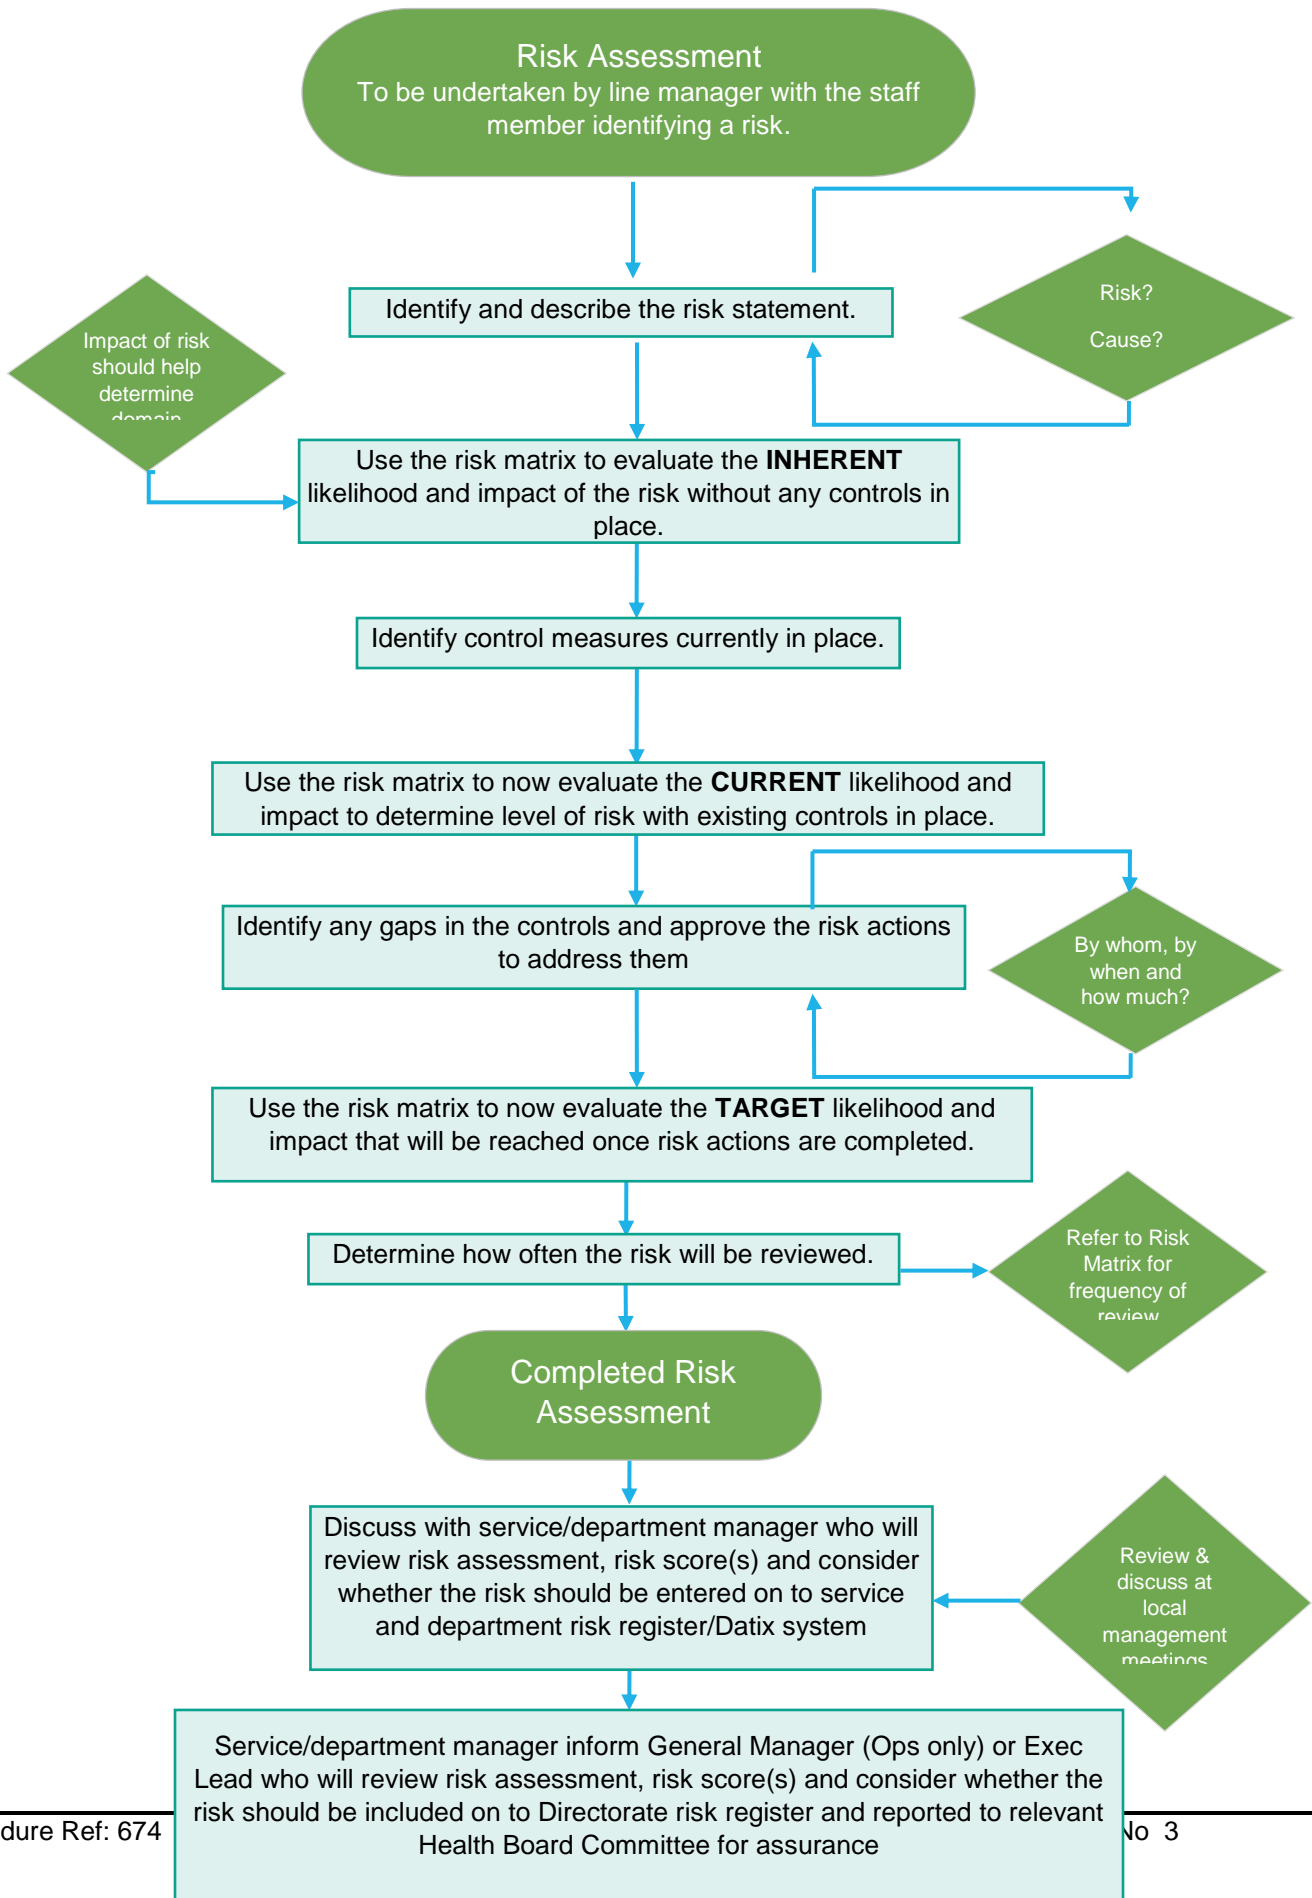 Risk Assessment
To be undertaken by line manager with the staff
member identifying a risk.
Identify and describe the risk statement.
Risk?
Cause?
Impact of risk
should help
determine
domain
Use the risk matrix to evaluate the INHERENT
likelihood and impact of the risk without any controls in
place.
Identify control measures currently in place.
Use the risk matrix to now evaluate the CURRENT likelihood and
impact to determine level of risk with existing controls in place.
Identify any gaps in the controls and approve the risk actions
to address them
By whom, by
when and
how much?
Use the risk matrix to now evaluate the TARGET likelihood and
impact that will be reached once risk actions are completed.
Determine how often the risk will be reviewed.
Refer to Risk
Matrix for
frequency of
review
Completed Risk
Assessment
Discuss with service/department manager who will
review risk assessment, risk score(s) and consider
whether the risk should be entered on to service
and department risk register/Datix system
Review &
discuss at
local
management
meetings
Service/department manager inform General Manager (Ops only) or Exec
Lead who will review risk assessment, risk score(s) and consider whether the
risk should be included on to Directorate risk register and reported to relevant
Health Board Committee for assurance
dure Ref: 674
No 3